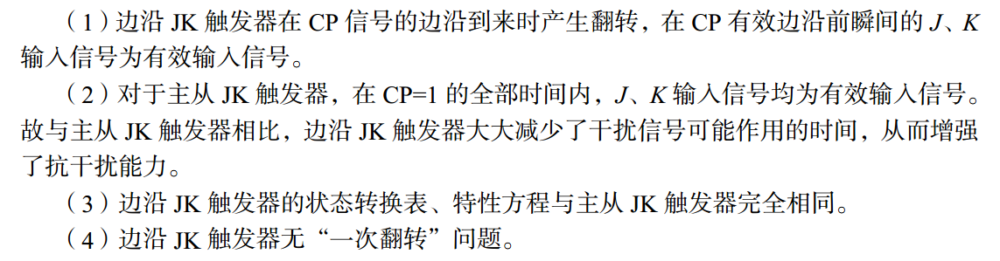 （1）边沿 JK 触发器在 CP 信号的边沿到来时产生翻转，在 CP 有效边沿前瞬间的 J、K
输入信号为有效输入信号。
（2）对于主从 JK 触发器，在 CP=1 的全部时间内，J、K 输入信号均为有效输入信号。
故与主从 JK 触发器相比，边沿 JK 触发器大大减少了干扰信号可能作用的时间，从而增强
了抗干扰能力。
（3）边沿 JK 触发器的状态转换表、特性方程与主从 JK 触发器完全相同。
（4）边沿 JK 触发器无“一次翻转”问题。